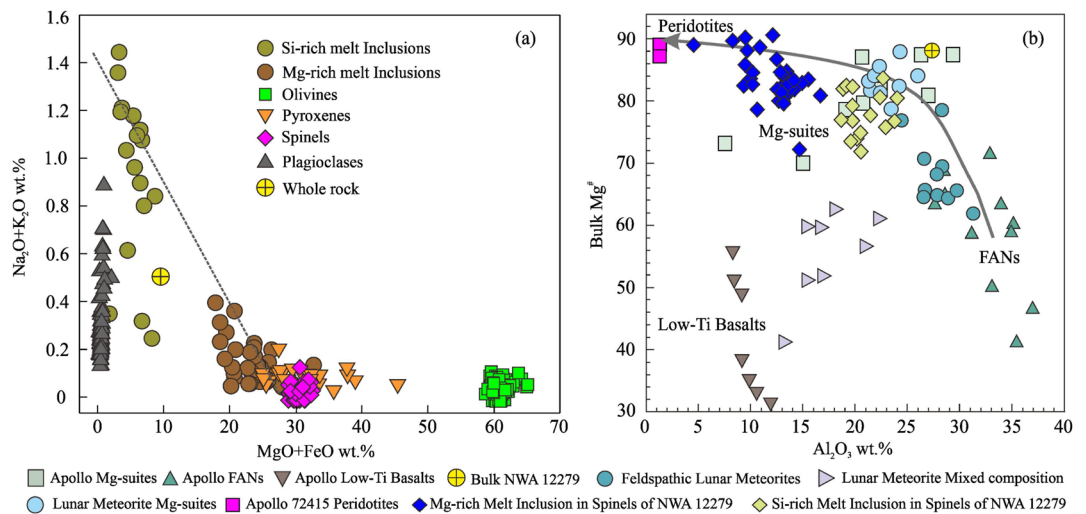 (a)
Si-rich melt Inclusions
Mg-rich melt Inclusions
Olivines
Pyroxenes
Spinels
Plagioclases
Whole rock
1.6
1.4
1.2
1.0
0.8
0.6
0.4
0.2
0
Na₂O+K₂O wt.%
0 10 20 30 40 50 60 70
MgO+FeO wt.%
(b)
Peridotites
Mg-suites
FANs
Low-Ti Basalts
90
80
70
60
50
40
30
Bulk Mg#
0 5 10 15 20 25 30 35 40
Al₂O₃ wt.%
Apollo Mg-suites Apollo FANs Apollo Low-Ti Basalts Bulk NWA 12279 Feldspathic Lunar Meteorites Lunar Meteorite Mixed composition
Lunar Meteorite Mg-suites Apollo 72415 Peridotites Mg-rich Melt Inclusion in Spinels of NWA 12279 Si-rich Melt Inclusion in Spinels of NWA 12279